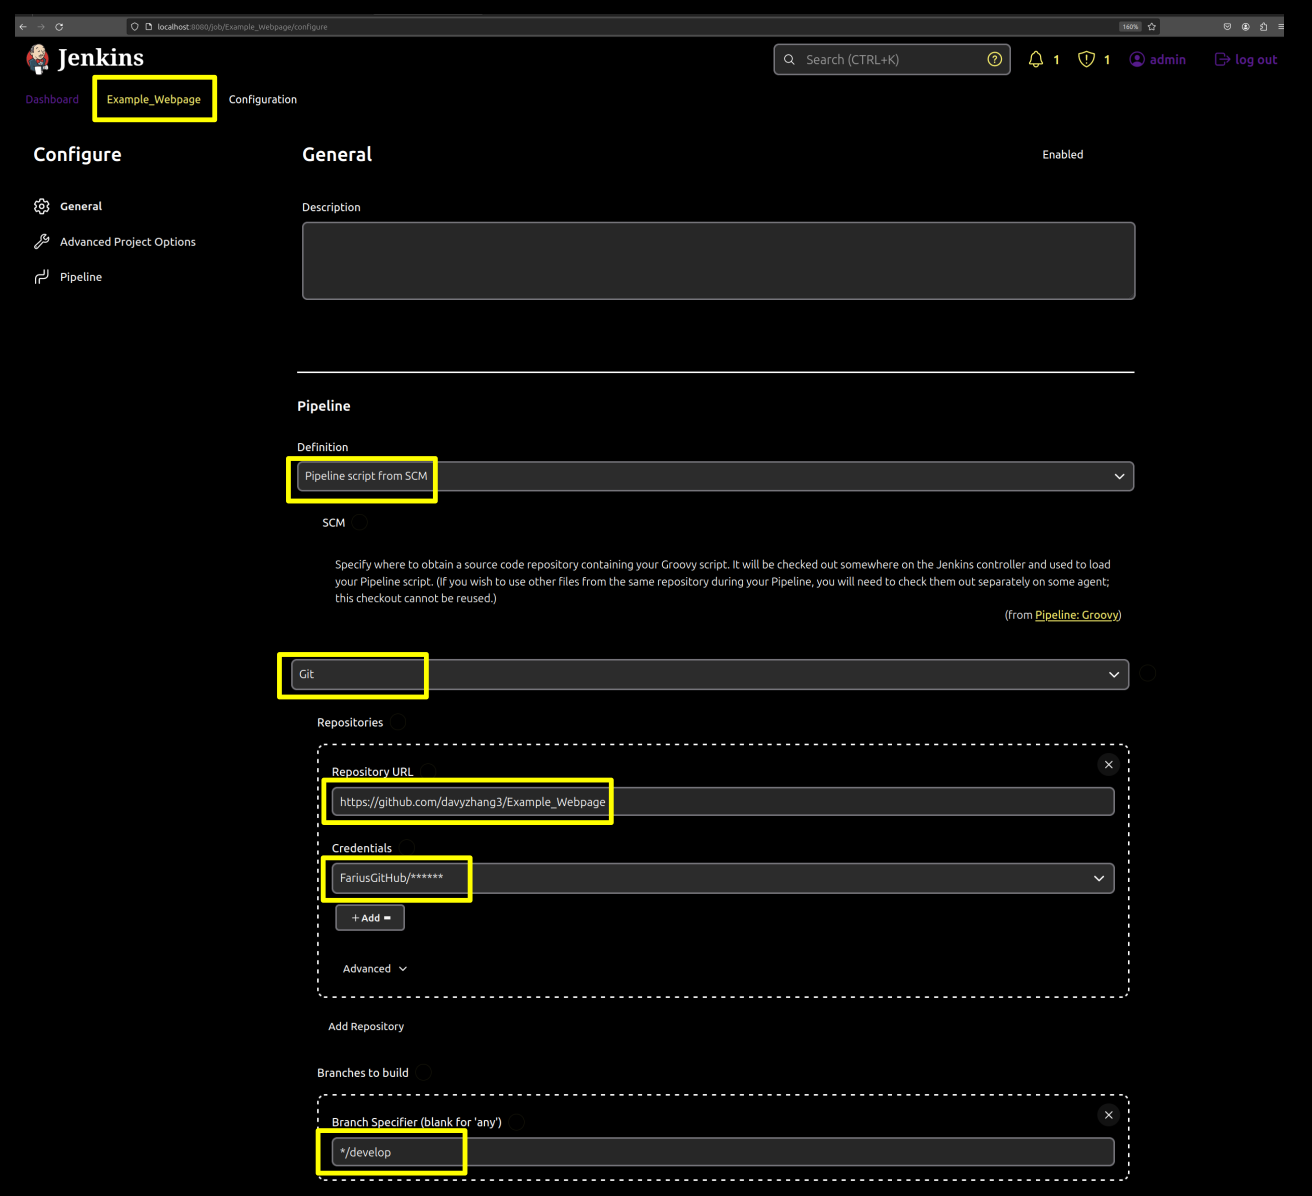 localhost:8080/job/Example_Webpage/configure
160%
Jenkins
Search (CTRL+K)
1
1
admin
log out
Dashboard
Example_Webpage
Configuration
Configure
General
Enabled
General
Description
Advanced Project Options
Pipeline
Pipeline
Definition
Pipeline script from SCM
SCM
Specify where to obtain a source code repository containing your Groovy script. It will be checked out somewhere on the Jenkins controller and used to load
your Pipeline script. (If you wish to use other files from the same repository during your Pipeline, you will need to check them out separately on some agent;
this checkout cannot be reused.)
(from Pipeline: Groovy)
Git
Repositories
Repository URL
https://github.com/davyzhang3/Example_Webpage
Credentials
FariusGitHub/******
+ Add
Advanced
Add Repository
Branches to build
Branch Specifier (blank for 'any')
*/develop